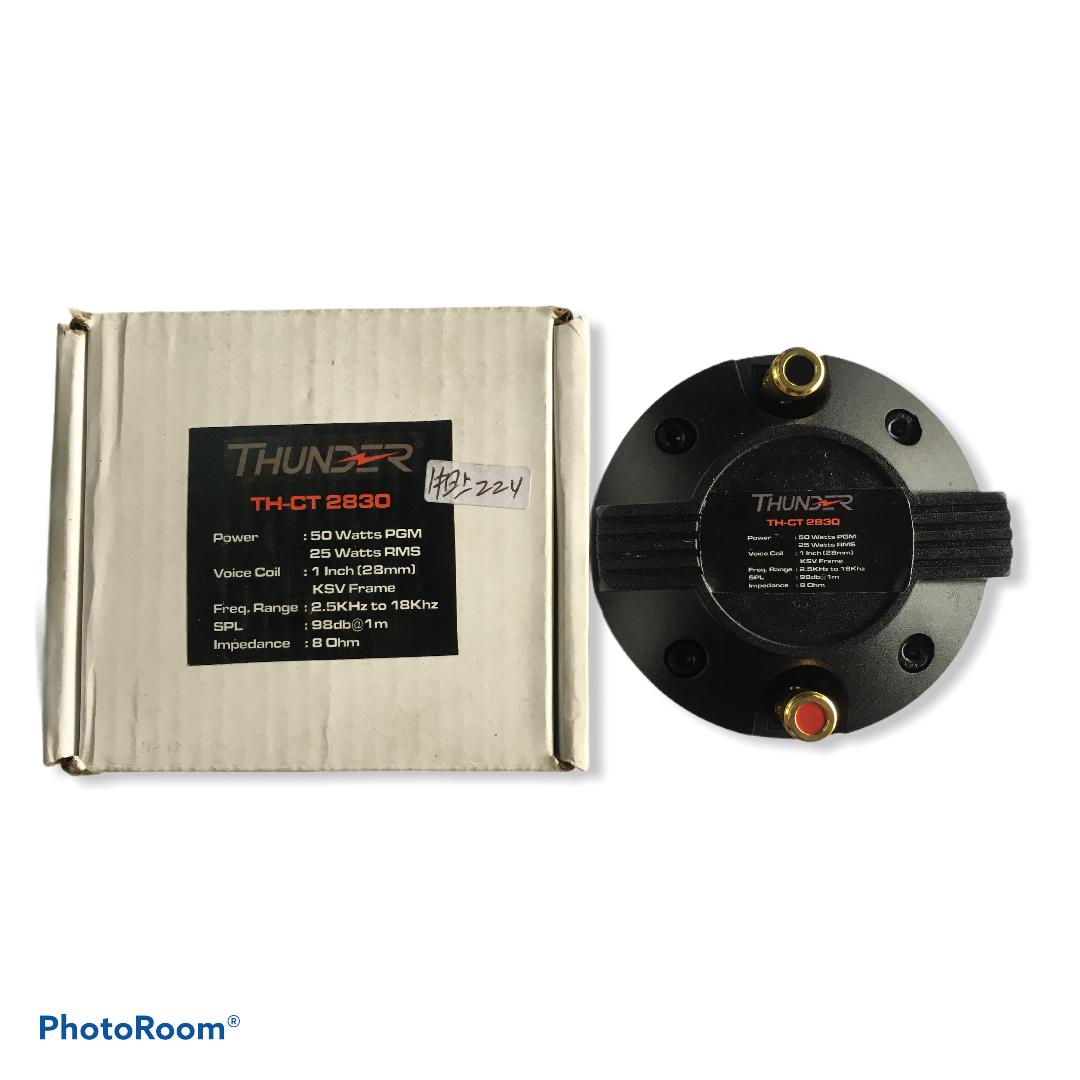 THUNDER®
TH-CT 2830
Power : 50 Watts PGM
25 Watts RMS
Voice Coil : 1 Inch (28mm)
KSV Frame
Freq. Range : 2.5KHz to 18Khz
SPL : 98db@1m
Impedance : 8 Ohm
224
THUNDER
TH-CT 2830
Power : 50 Watts PGM
25 Watts RMS
Voice Coil : 1 Inch (28mm)
KSV Frame
Freq. Range : 2.5KHz to 18Khz
SPL : 98db@1m
Impedance : 8 Ohm
PhotoRoom®